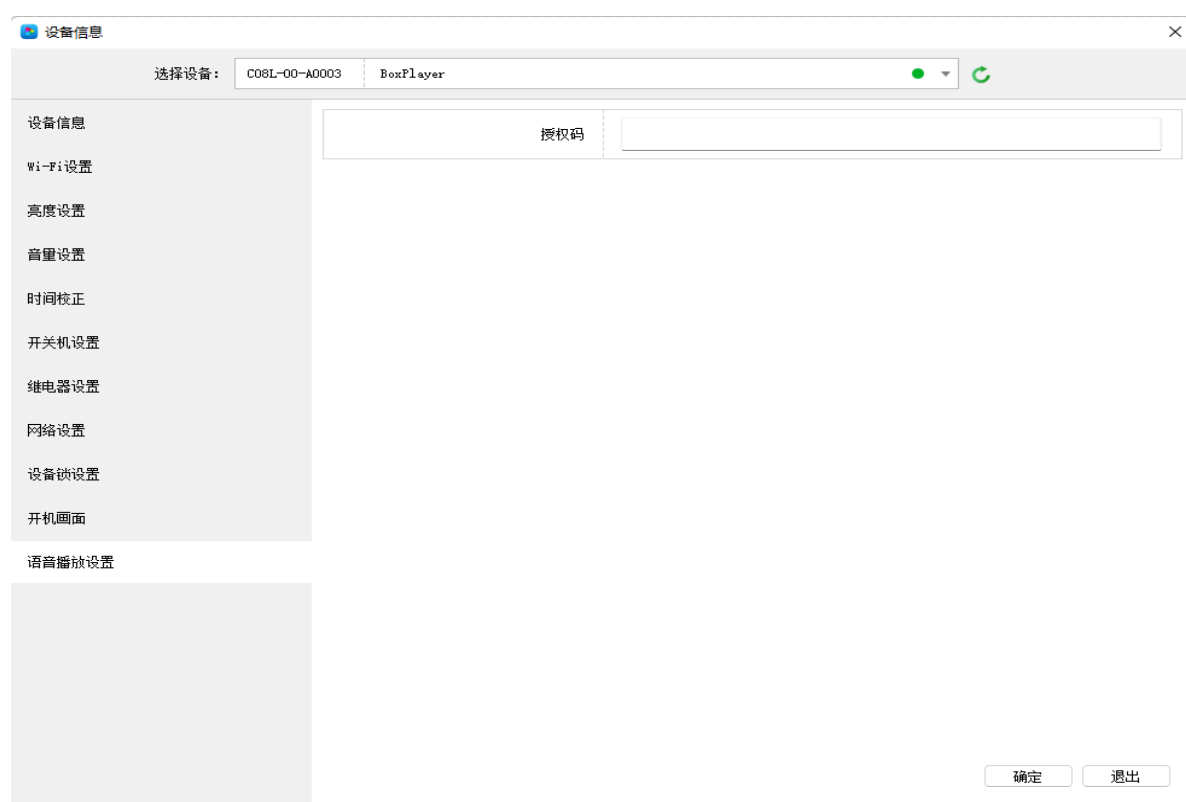 设备信息
选择设备： C08L-00-A0003 BoxPlayer
设备信息
授权码
Wi-Fi设置
亮度设置
音量设置
时间校正
开关机设置
继电器设置
网络设置
设备锁设置
开机画面
语音播放设置
确定 退出